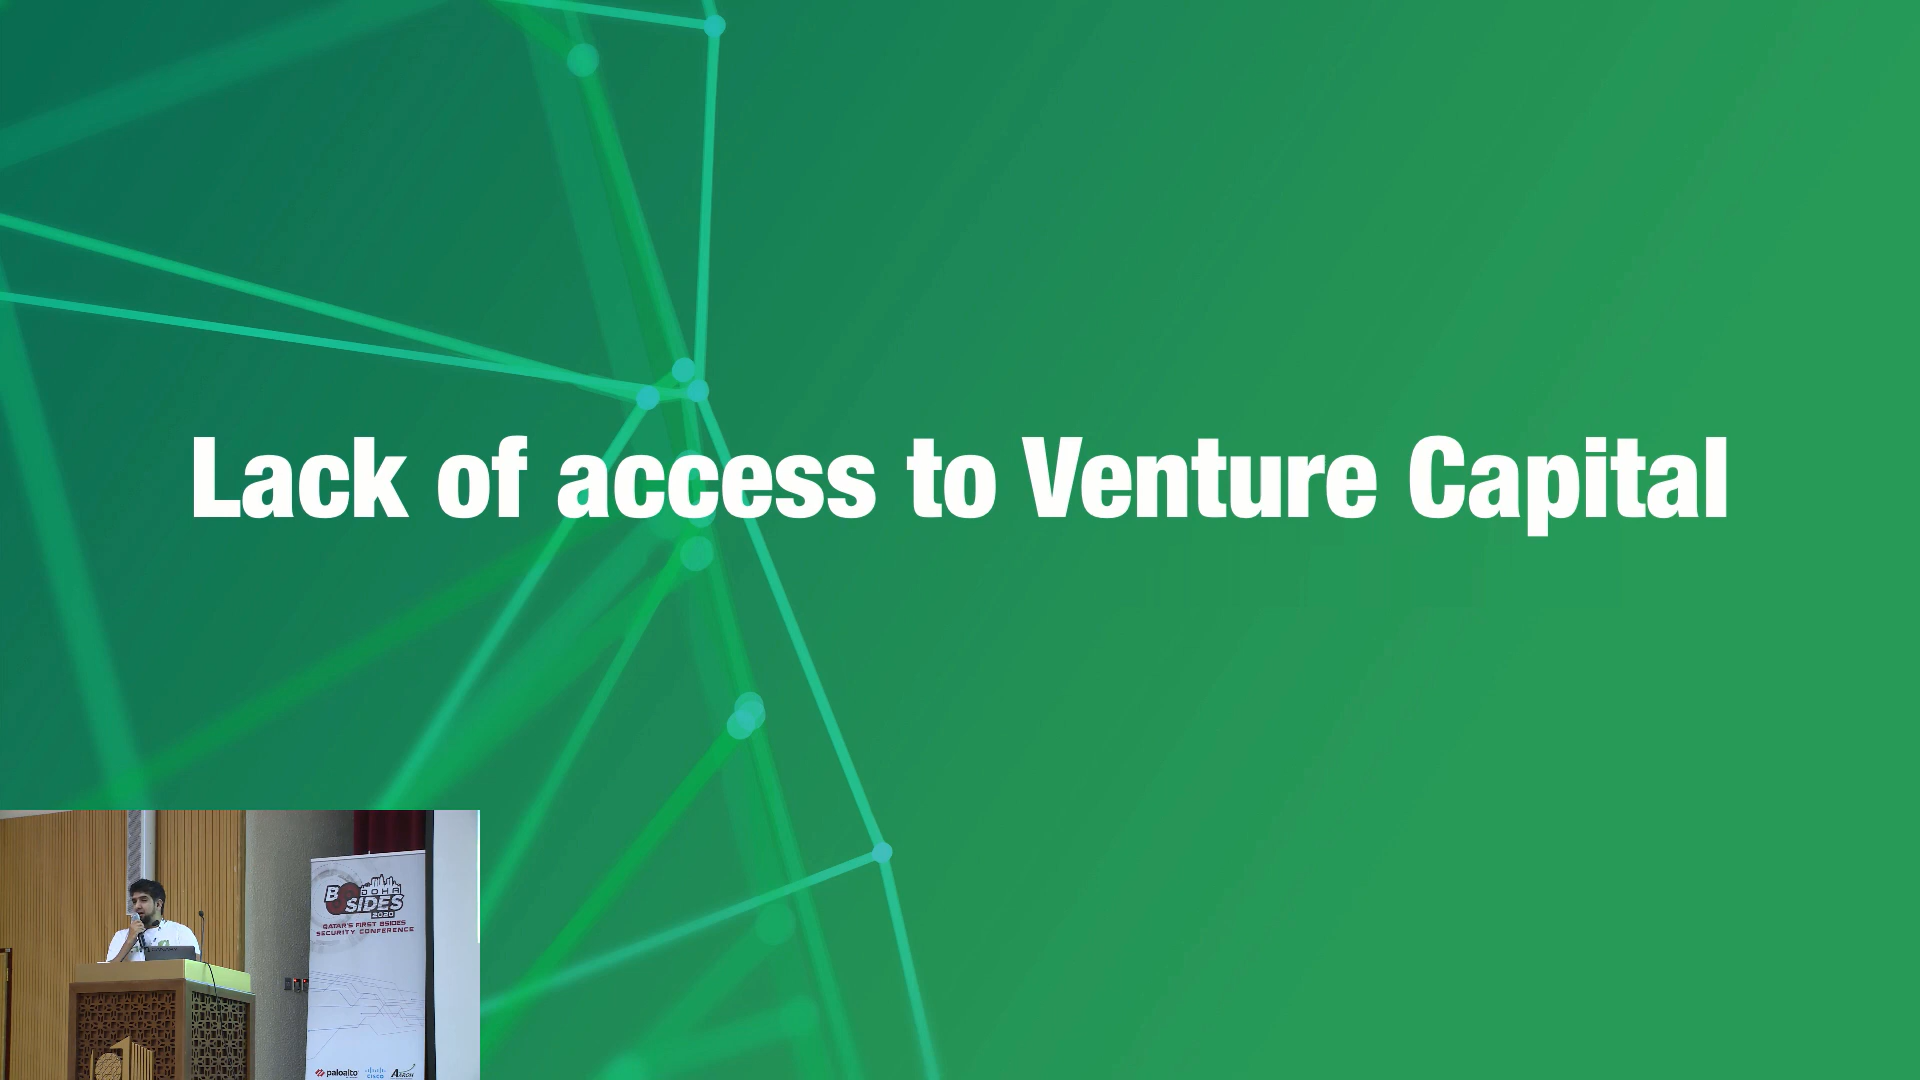 Lack of access to Venture Capital
BSIDES
DOHA
2020
QATAR'S FIRST BSIDES
SECURITY CONFERENCE
paloalto
cisco